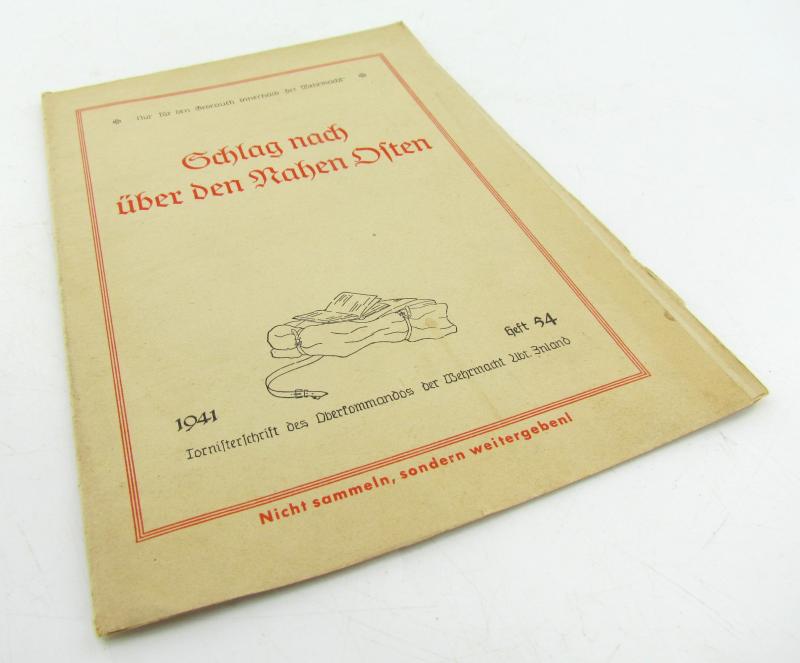 Nur für den Gebrauch innerhalb der Wehrmacht
Schlag nach
über den Nahen Osten
1941
Heft 54
Tornisterschrift des Oberkommandos der Wehrmacht Abt. Inland
Nicht sammeln, sondern weitergeben!